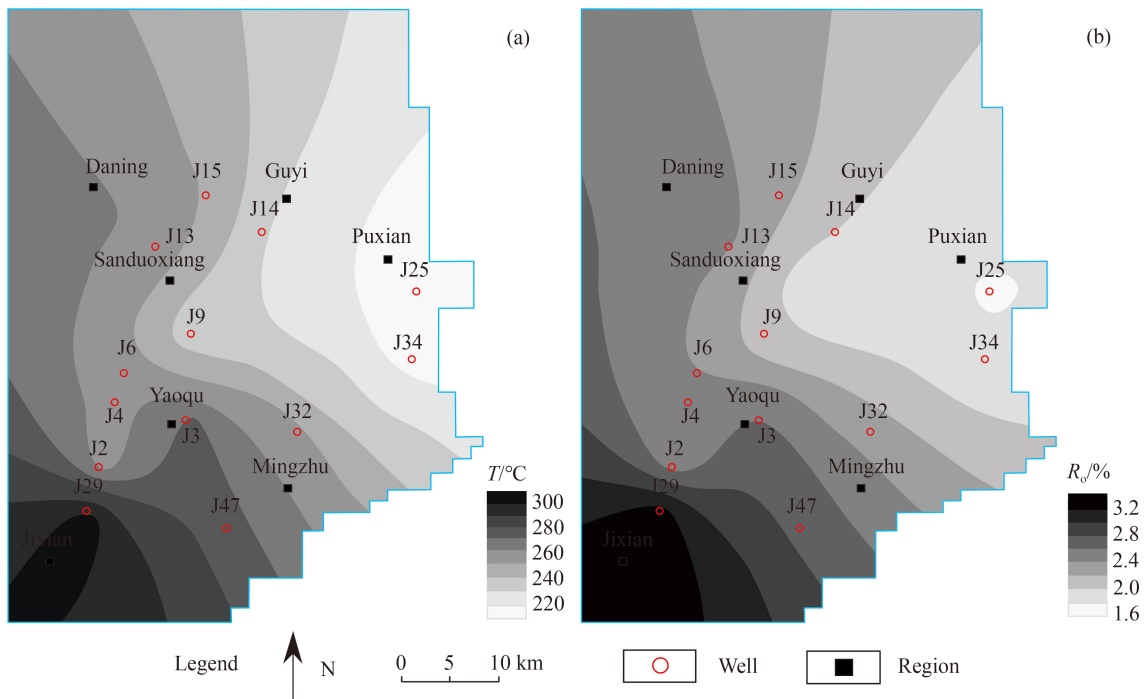 (a)
Daning
J15
Guyi
J14
J13
Puxian
Sanduoxiang
J25
J9
J34
J6
Yaoqu
J4
J32
J3
J2
Mingzhu
T/°C
J29
300
J47
280
Jixian
260
240
220
(b)
Daning
J15
Guyi
J14
J13
Puxian
Sanduoxiang
J25
J9
J34
J6
Yaoqu
J4
J32
J3
J2
Mingzhu
Ro/%
J29
3.2
J47
2.8
Jixian
2.4
2.0
1.6
Legend
N
0 5 10 km
Well
Region